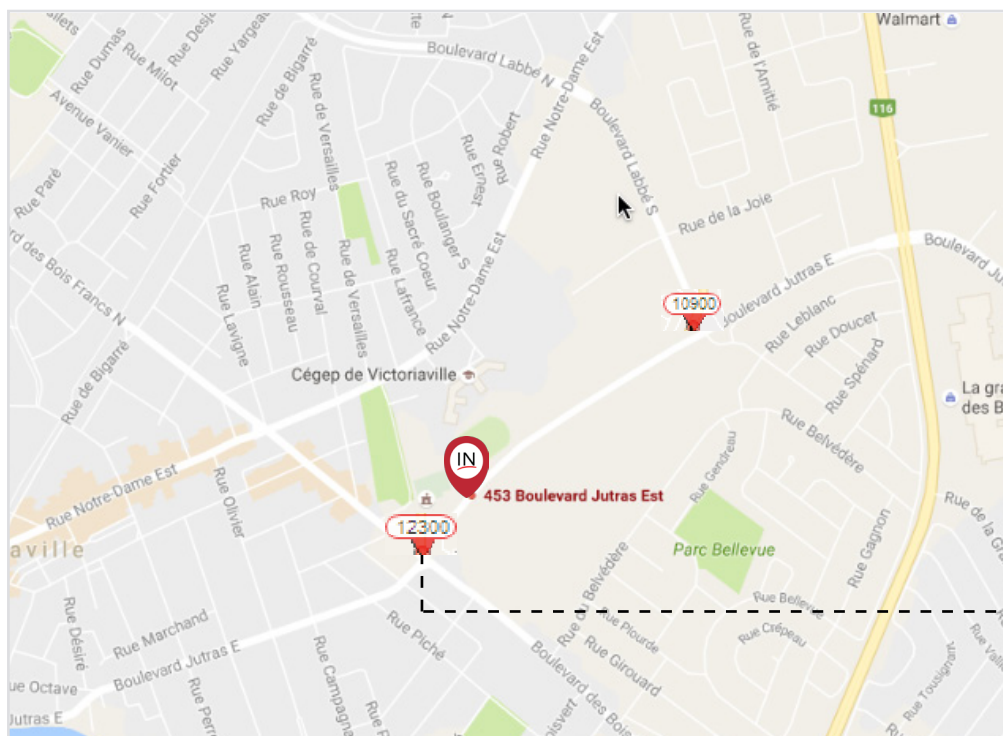 Walmart
Rue Dumas
Rue Yargeau
Rue de Bigarré
Rue Milot
Avenue Vanier
Rue Fortier
Rue Paré
Boulevard Labbé N
Rue Notre-Dame Est
Rue de l'Amitié
116
Rue de Versailles
Rue Robert
Rue Ernest
Boulevard Labbé S
Rue du Sacré Coeur
Rue Boulanger S
Rue Roy
Rue de la Joie
Boulevard Jutras E
Rue de Courval
Rue Rousseau
Rue Alain
Rue Lavigne
Rue de Versailles
Rue Lafrance
Rue Notre-Dame Est
des Bois Francs N
10900
Rue Leblanc
Rue Doucet
Rue Spénard
Cégep de Victoriaville
Rue de Bigarré
La gra
des B
Rue Belvédère
Rue Gendreau
IN
453 Boulevard Jutras Est
Rue Notre-Dame Est
Rue Olivier
12300
aville
Parc Bellevue
Rue Gagnon
Rue de la Gra
Rue du Belvédère
Rue Bellevue
Rue Plourde
Rue Crépeau
Rue Désiré
Rue Marchand
Rue Piché
Rue Girouard
Boulevard des Bois
Boulevard Jutras E
Rue Tousignant
Rue Octave
Jutras E
Rue Campagna